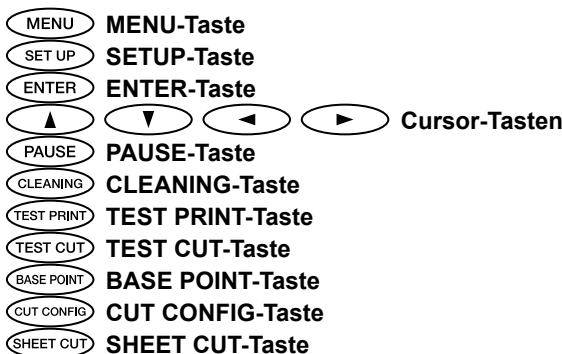 MENU MENU-Taste
SET UP SETUP-Taste
ENTER ENTER-Taste
▲ ▼ ◄ ► Cursor-Tasten
PAUSE PAUSE-Taste
CLEANING CLEANING-Taste
TEST PRINT TEST PRINT-Taste
TEST CUT TEST CUT-Taste
BASE POINT BASE POINT-Taste
CUT CONFIG CUT CONFIG-Taste
SHEET CUT SHEET CUT-Taste